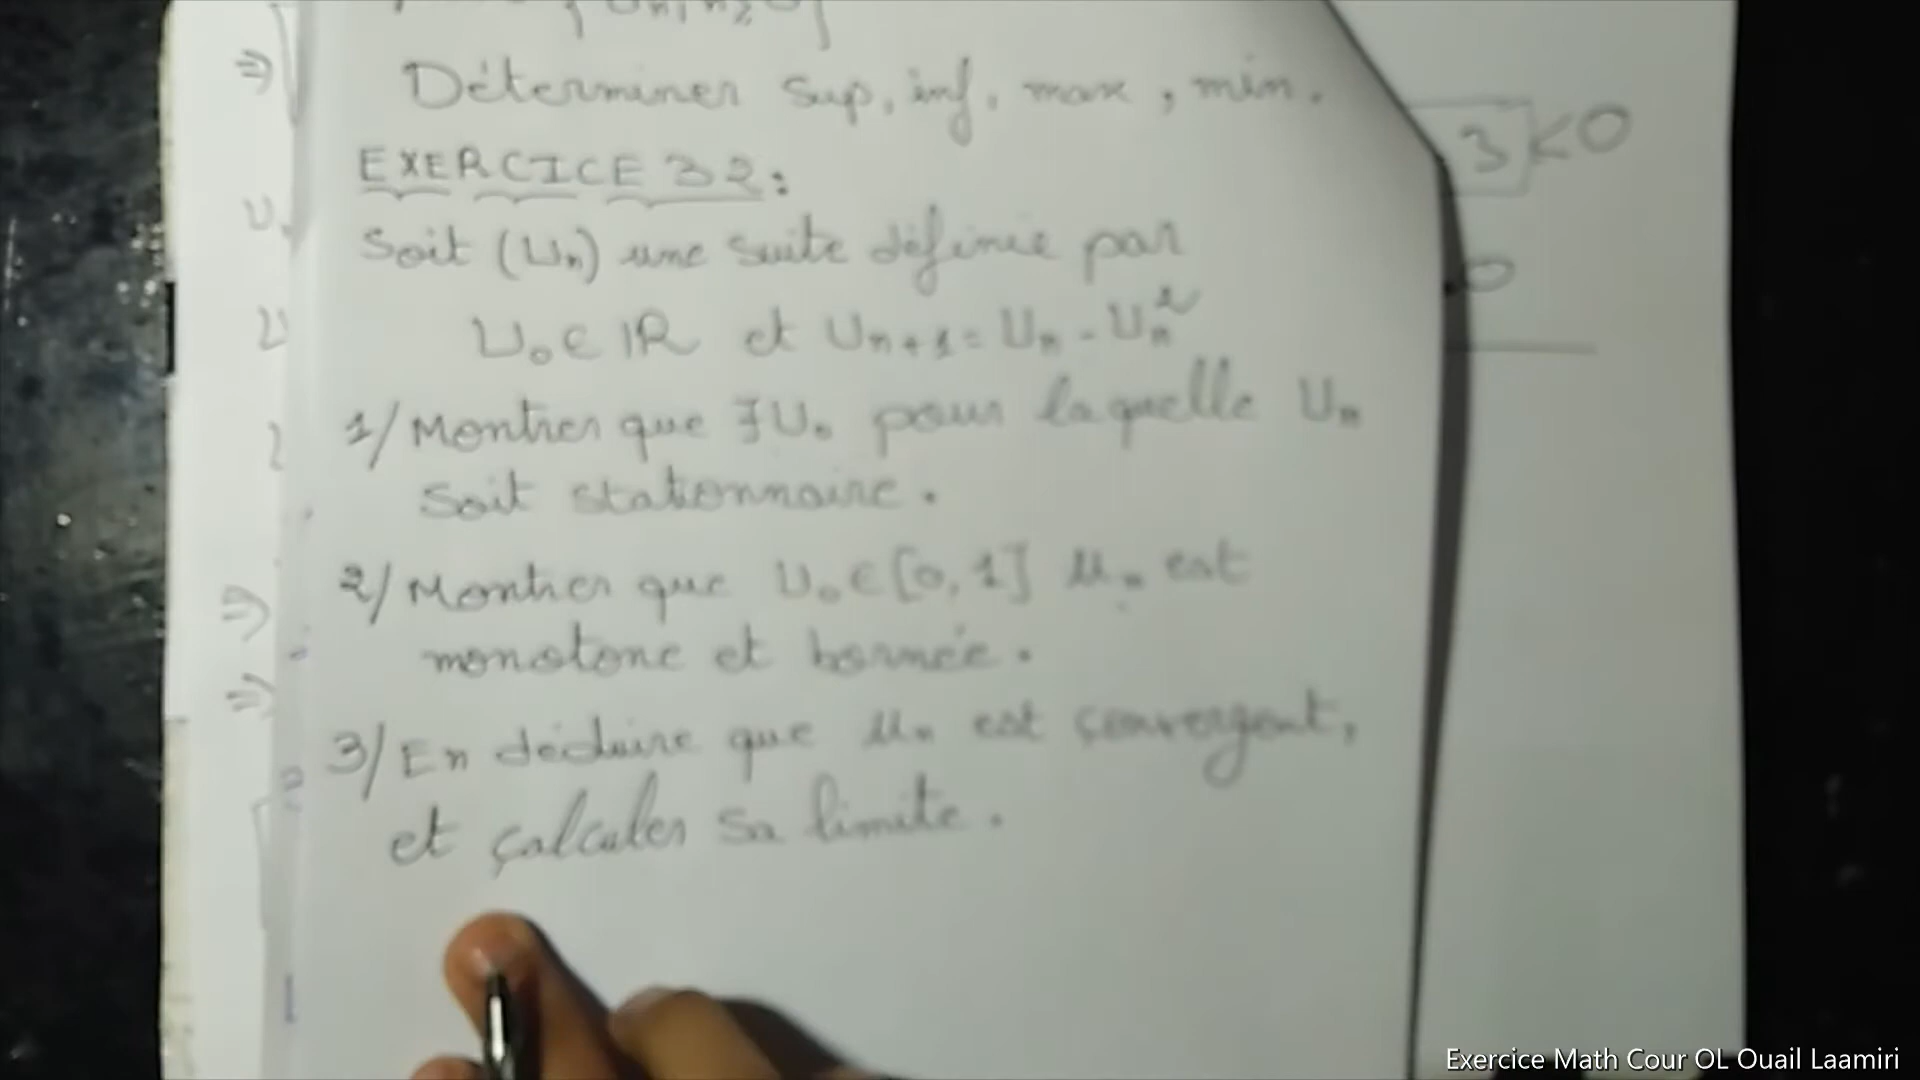 Déterminer sup, inf, max, min.
EXERCICE 32:
Soit (Un) une suite définie par
U0 ∈ IR et Un+1 = Un - Un²
1/ Montrer que ∃U0 pour laquelle Un
soit stationnaire.
2/ Montrer que U0 ∈ [0,1] Un est
monotone et bornée.
3/ En déduire que Un est convergent,
et calculer sa limite.
3 < 0
0
Exercice Math Cour OL Ouail Laamiri